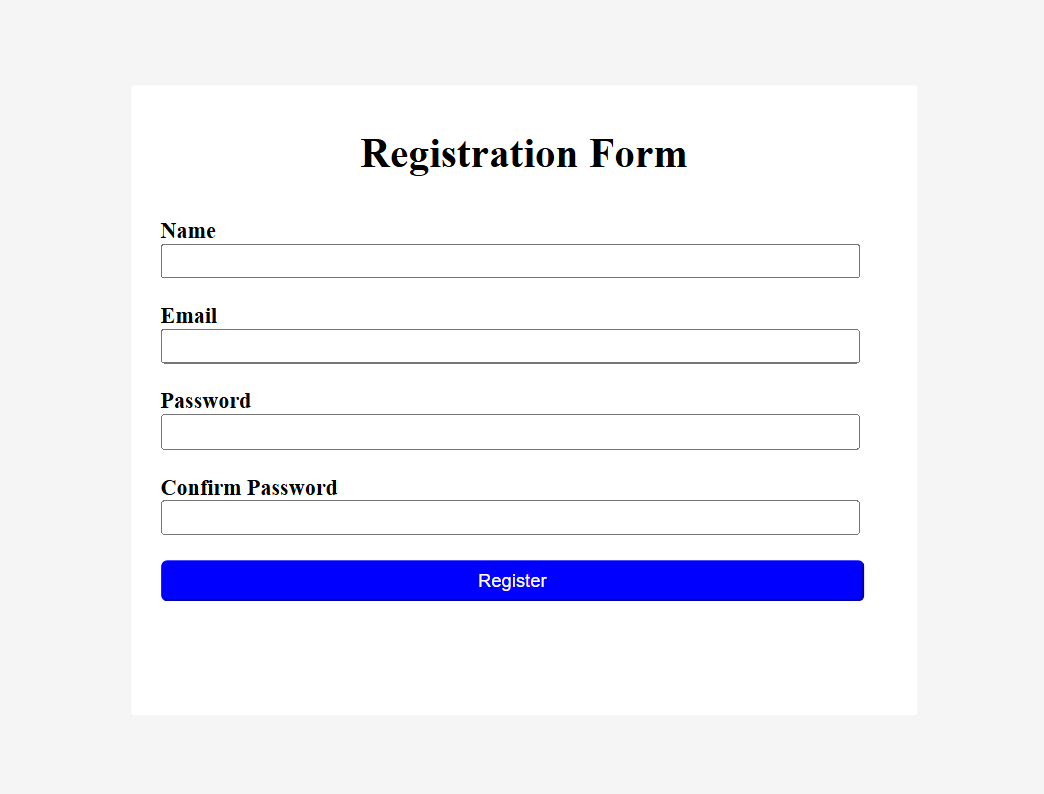 Registration Form
Name
Email
Password
Confirm Password
Register